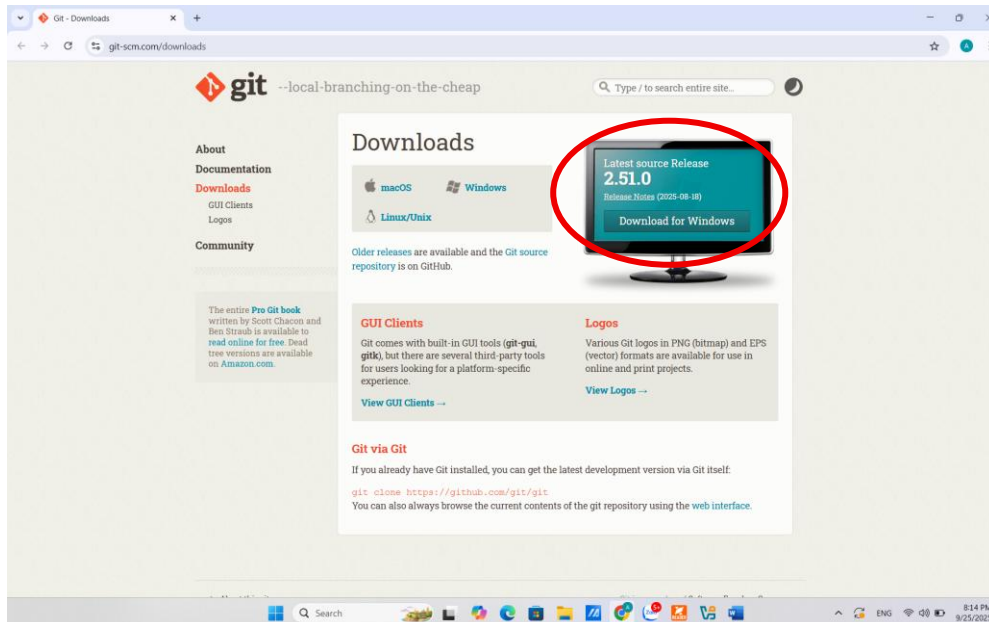 Git - Downloads
git-scm.com/downloads
git --local-branching-on-the-cheap
Type / to search entire site...
About
Documentation
Downloads
GUI Clients
Logos
Community
The entire Pro Git book
written by Scott Chacon and
Ben Straub is available to
read online for free. Dead
tree versions are available
on Amazon.com.
Downloads
macOS
Windows
Linux/Unix
Older releases are available and the Git source
repository is on GitHub.
Latest source Release
2.51.0
Release Notes (2025-08-18)
Download for Windows
GUI Clients
Git comes with built-in GUI tools (git-gui,
gitk), but there are several third-party tools
for users looking for a platform-specific
experience.
View GUI Clients →
Logos
Various Git logos in PNG (bitmap) and EPS
(vector) formats are available for use in
online and print projects.
View Logos →
Git via Git
If you already have Git installed, you can get the latest development version via Git itself:
git clone https://github.com/git/git
You can also always browse the current contents of the git repository using the web interface.
Search
ENG
8:14 PM